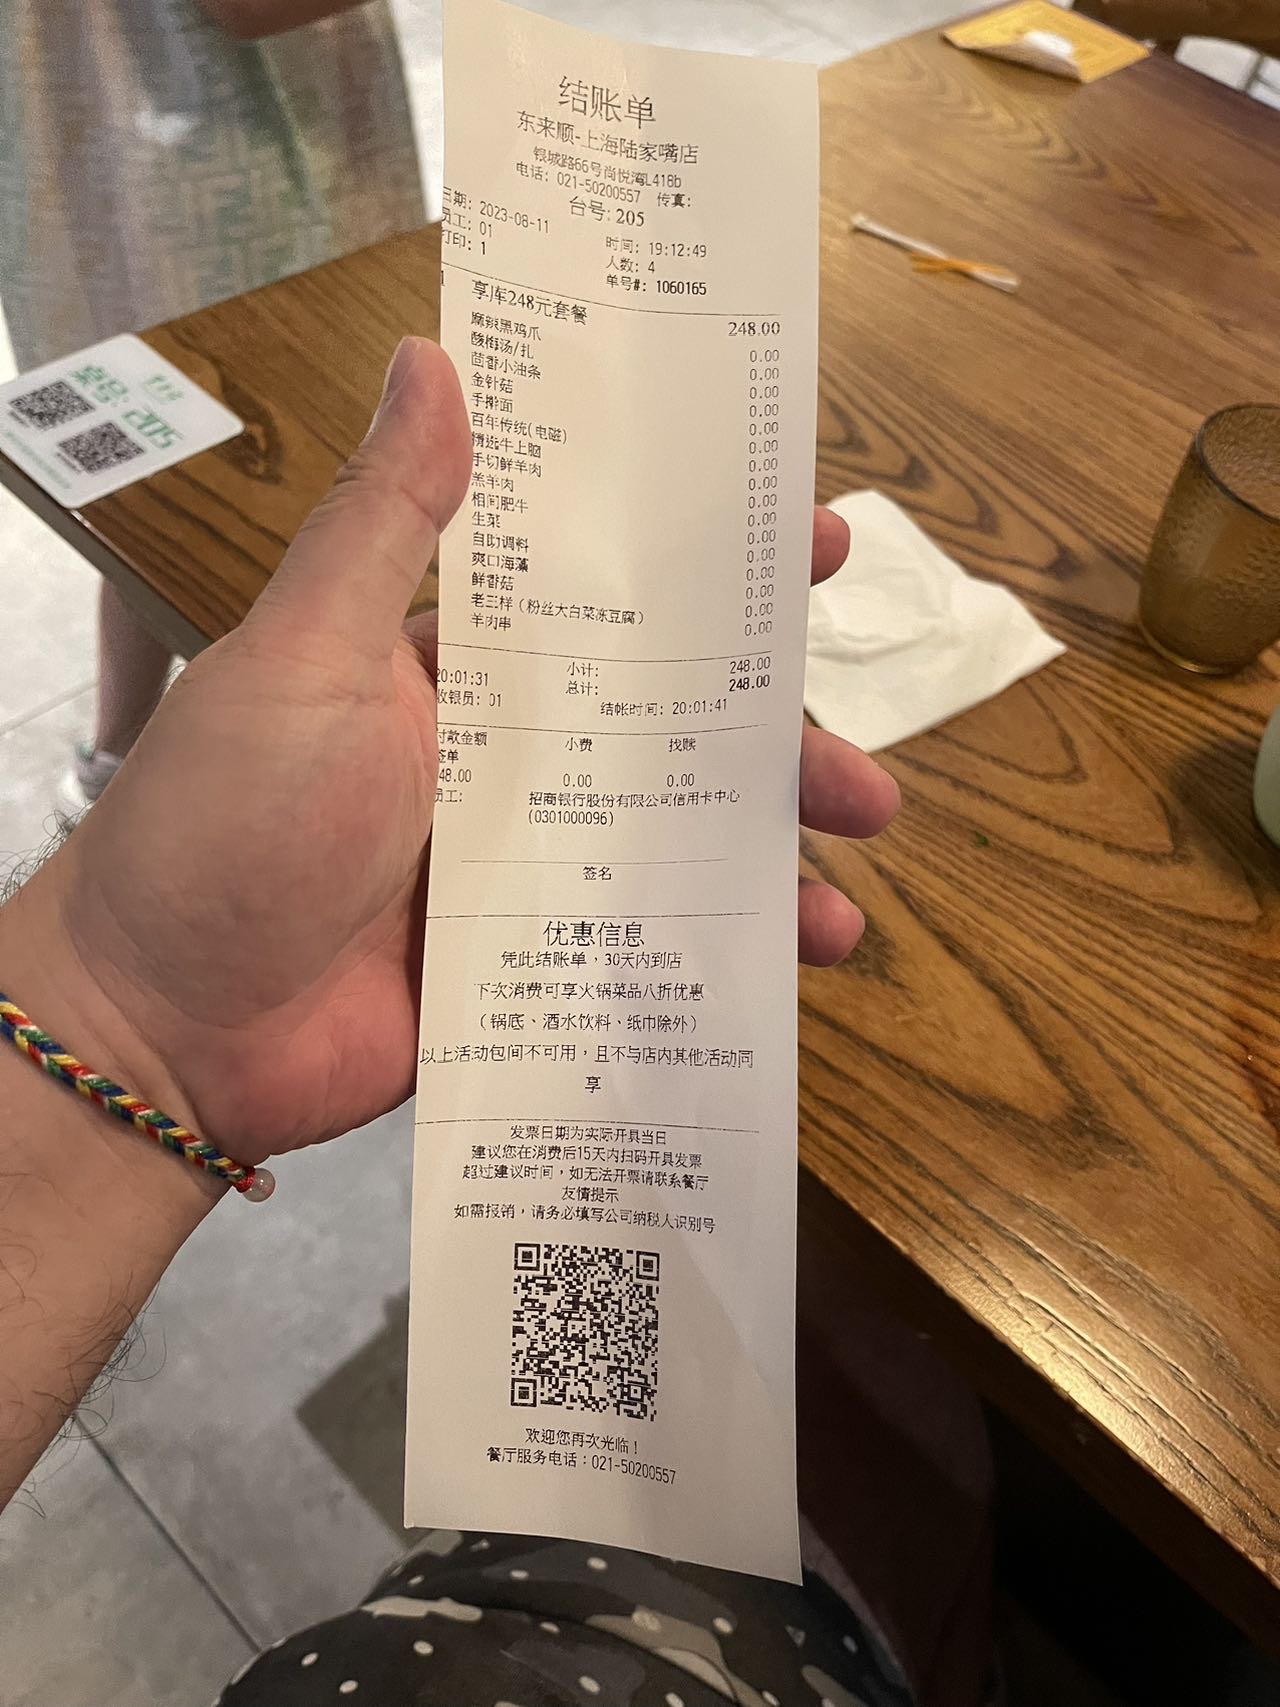 结账单
东来顺-上海陆家嘴店
银城路66号尚悦湾L418b
电话: 021-50200557 传真:
台号: 205
日期: 2023-08-11
员工: 01 时间: 19:12:49
打印: 1 人数: 4
单号#: 1060165
1 享库248元套餐 248.00
麻辣黑鸡爪 0.00
酸梅汤/扎 0.00
茴香小油条 0.00
金针菇 0.00
手擀面 0.00
百年传统(电磁) 0.00
精选牛上脑 0.00
手切鲜羊肉 0.00
羔羊肉 0.00
相间肥牛 0.00
生菜 0.00
自助调料 0.00
爽口海藻 0.00
鲜香菇 0.00
老三样（粉丝大白菜冻豆腐） 0.00
羊肉串 0.00
小计: 248.00
20:01:31 总计: 248.00
收银员: 01 结帐时间: 20:01:41
付款金额 小费 找赎
签单
48.00 0.00 0.00
员工: 招商银行股份有限公司信用卡中心
(0301000096)
签名
优惠信息
凭此结账单，30天内到店
下次消费可享火锅菜品八折优惠
（锅底、酒水饮料、纸巾除外）
以上活动包间不可用，且不与店内其他活动同
享
发票日期为实际开具当日
建议您在消费后15天内扫码开具发票
超过建议时间，如无法开票请联系餐厅
友情提示
如需报销，请务必填写公司纳税人识别号
欢迎您再次光临！
餐厅服务电话：021-50200557
桌号: 205